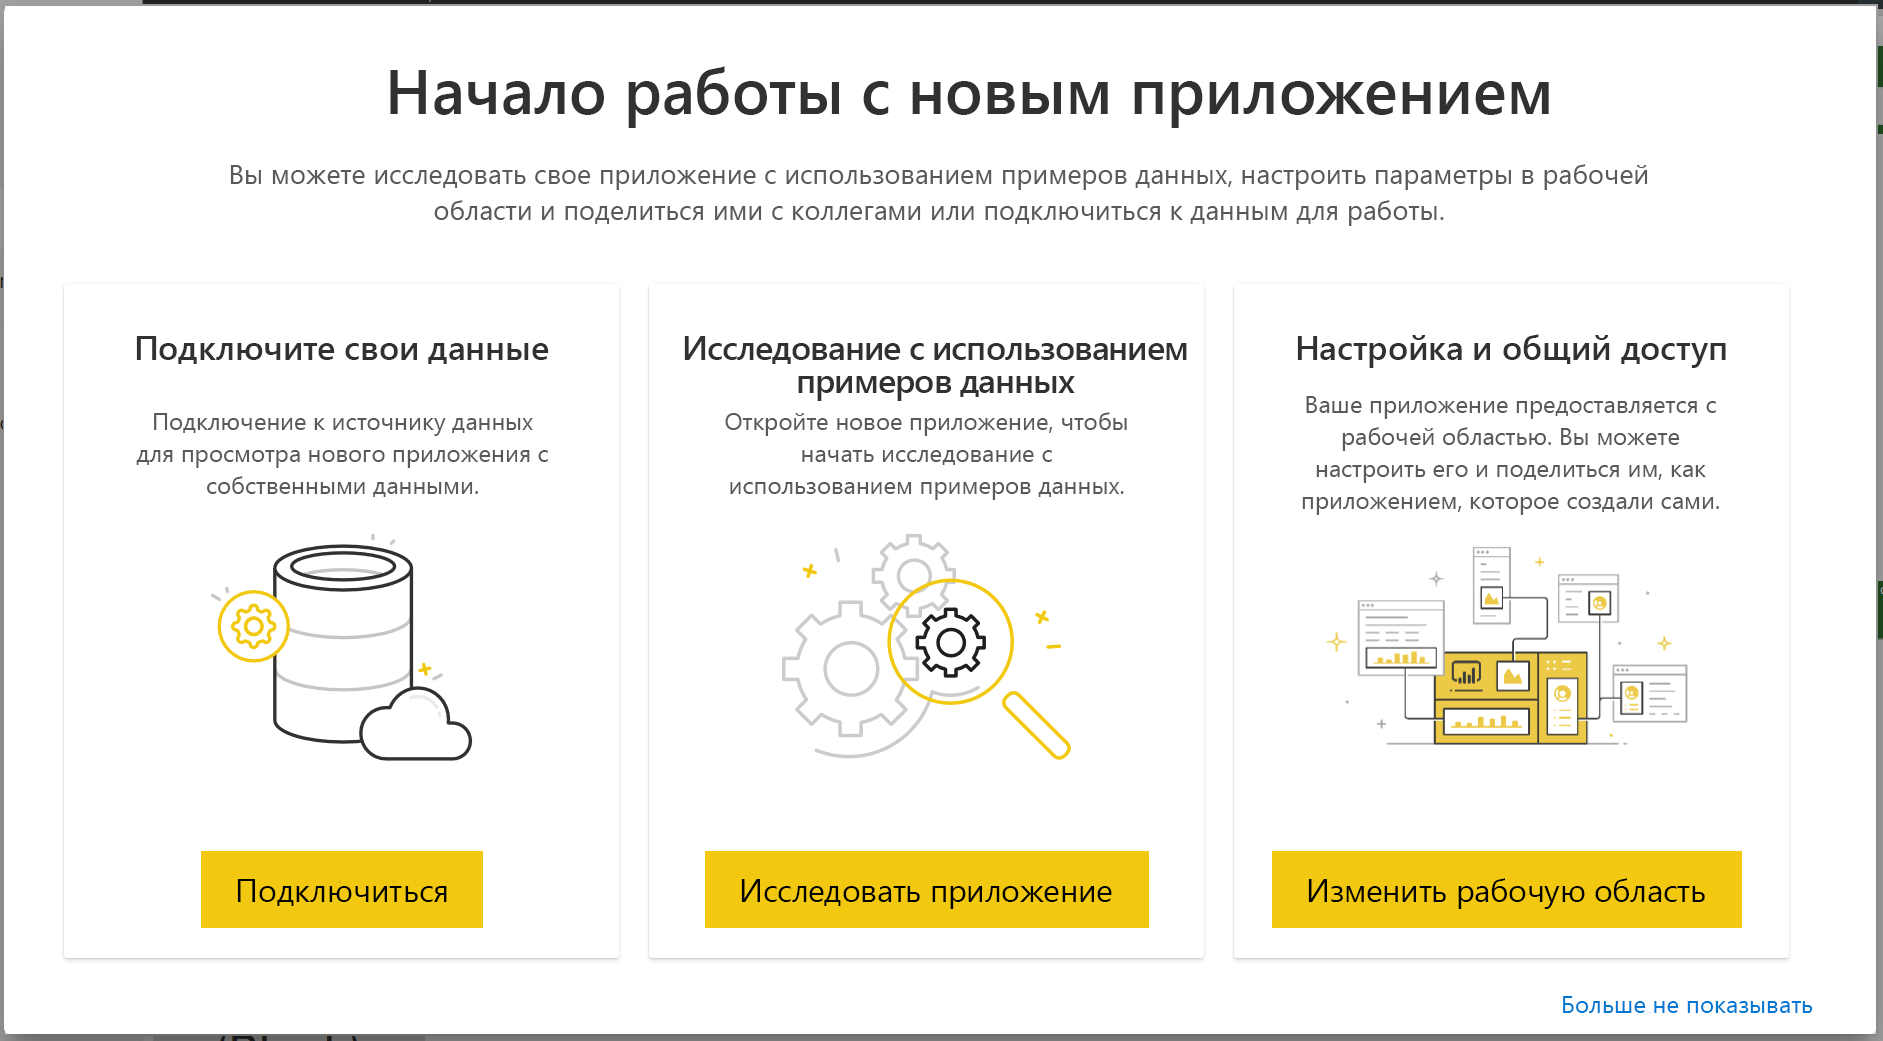 Начало работы с новым приложением
Вы можете исследовать свое приложение с использованием примеров данных, настроить параметры в рабочей
области и поделиться ими с коллегами или подключиться к данным для работы.
Подключите свои данные
Подключение к источнику данных
для просмотра нового приложения с
собственными данными.
Подключиться
Исследование с использованием
примеров данных
Откройте новое приложение, чтобы
начать исследование с
использованием примеров данных.
Исследовать приложение
Настройка и общий доступ
Ваше приложение предоставляется с
рабочей областью. Вы можете
настроить его и поделиться им, как
приложением, которое создали сами.
Изменить рабочую область
Больше не показывать